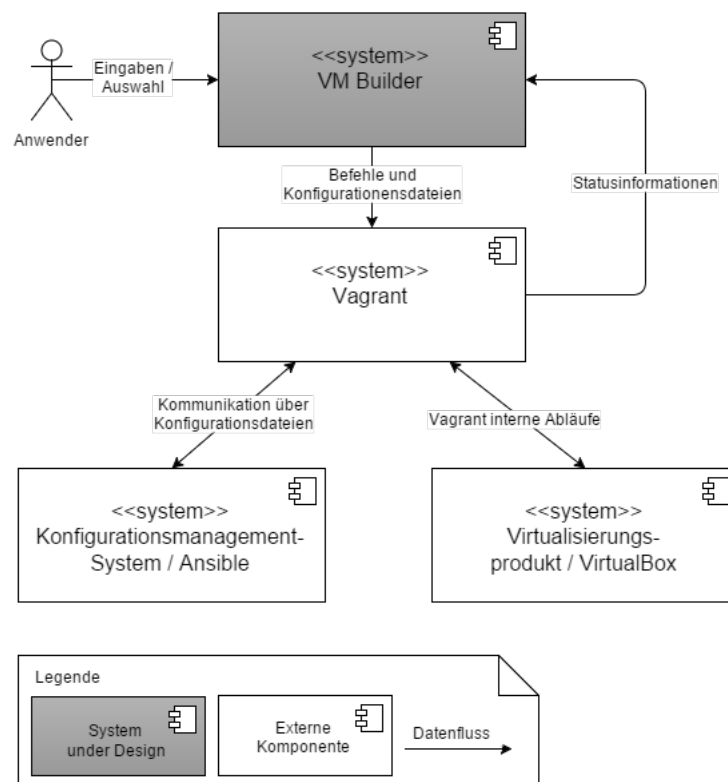 <<system>>
VM Builder
Eingaben /
Auswahl
Anwender
Befehle und
Konfigurationensdateien
Statusinformationen
<<system>>
Vagrant
Kommunikation über
Konfigurationsdateien
Vagrant interne Abläufe
<<system>>
Konfigurationsmanagement-
System / Ansible
<<system>>
Virtualisierungs-
produkt / VirtualBox
Legende
System
under Design
Externe
Komponente
Datenfluss